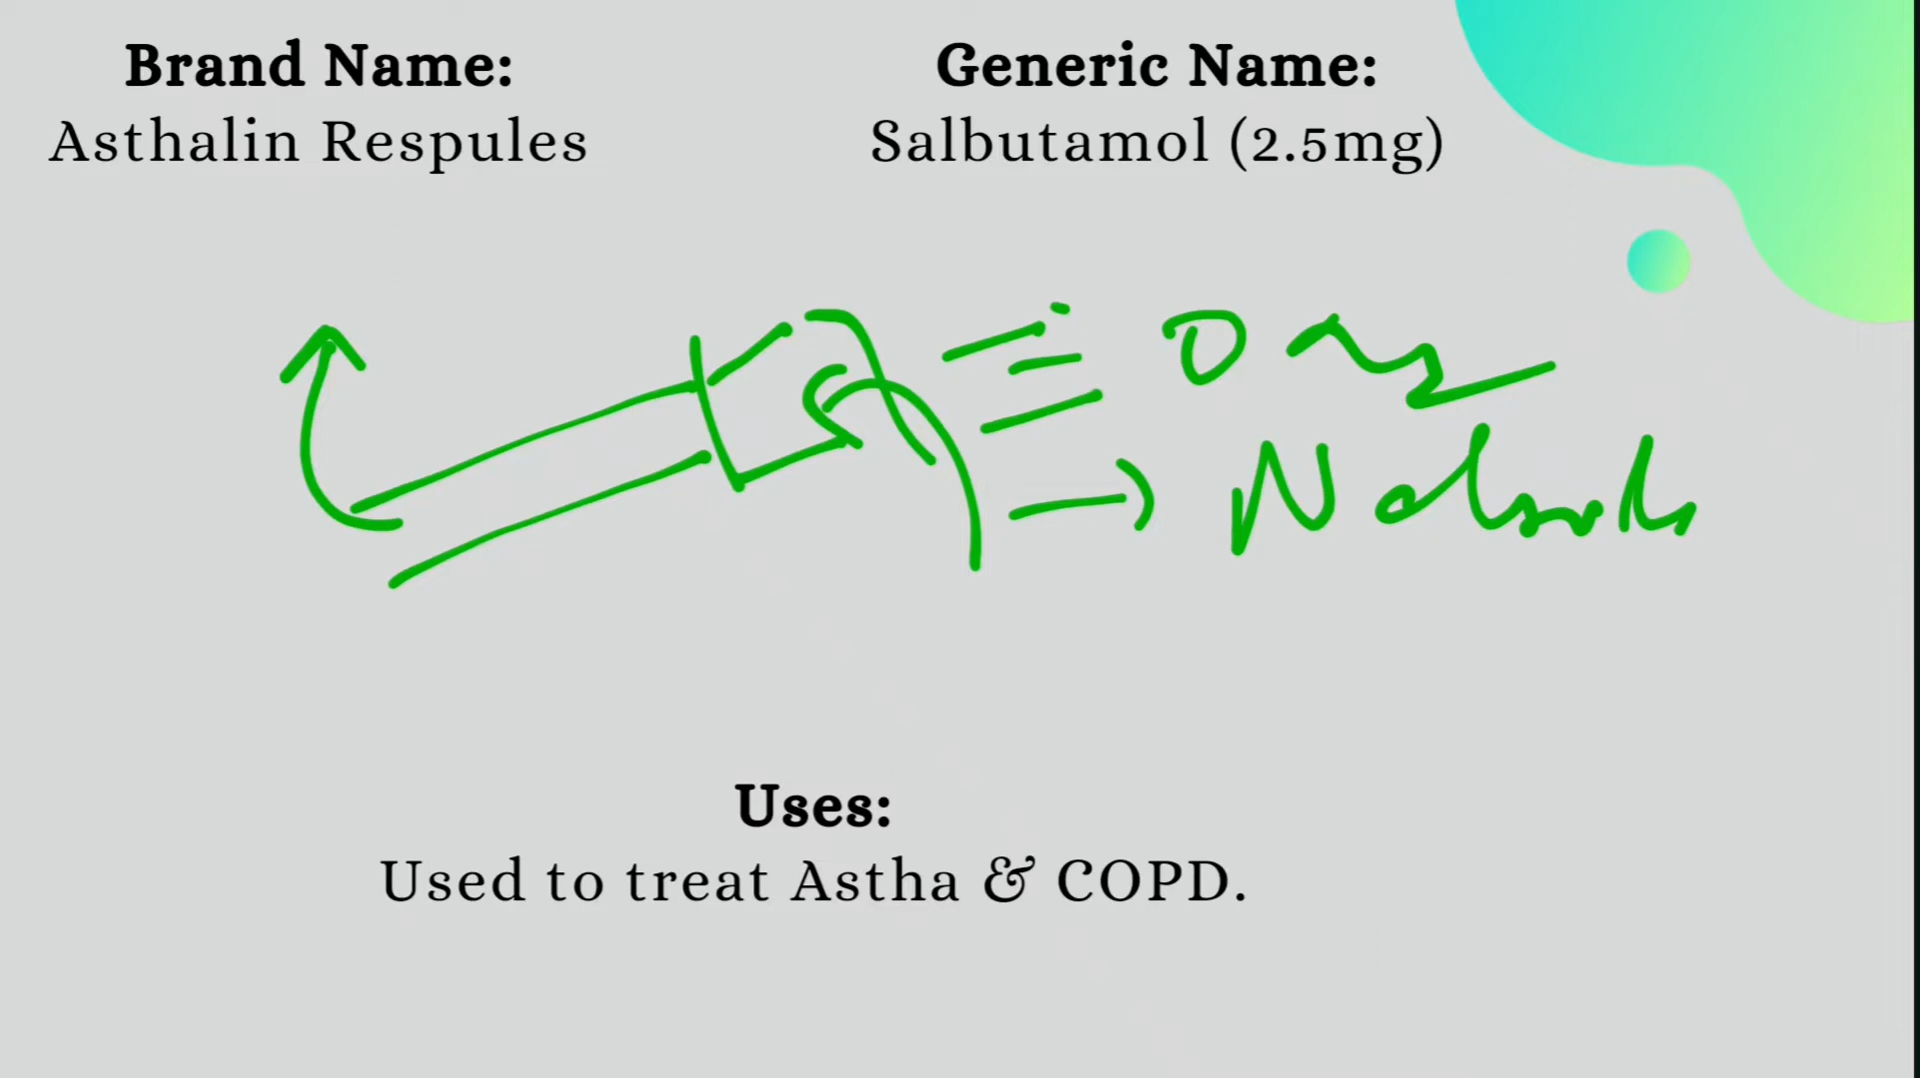 Brand Name:
Asthalin Respules
Generic Name:
Salbutamol (2.5mg)
Uses:
Used to treat Astha & COPD.